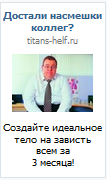 Достали насмешки
коллег?
titans-helf.ru
Создайте идеальное
тело на зависть
всем за
3 месяца!